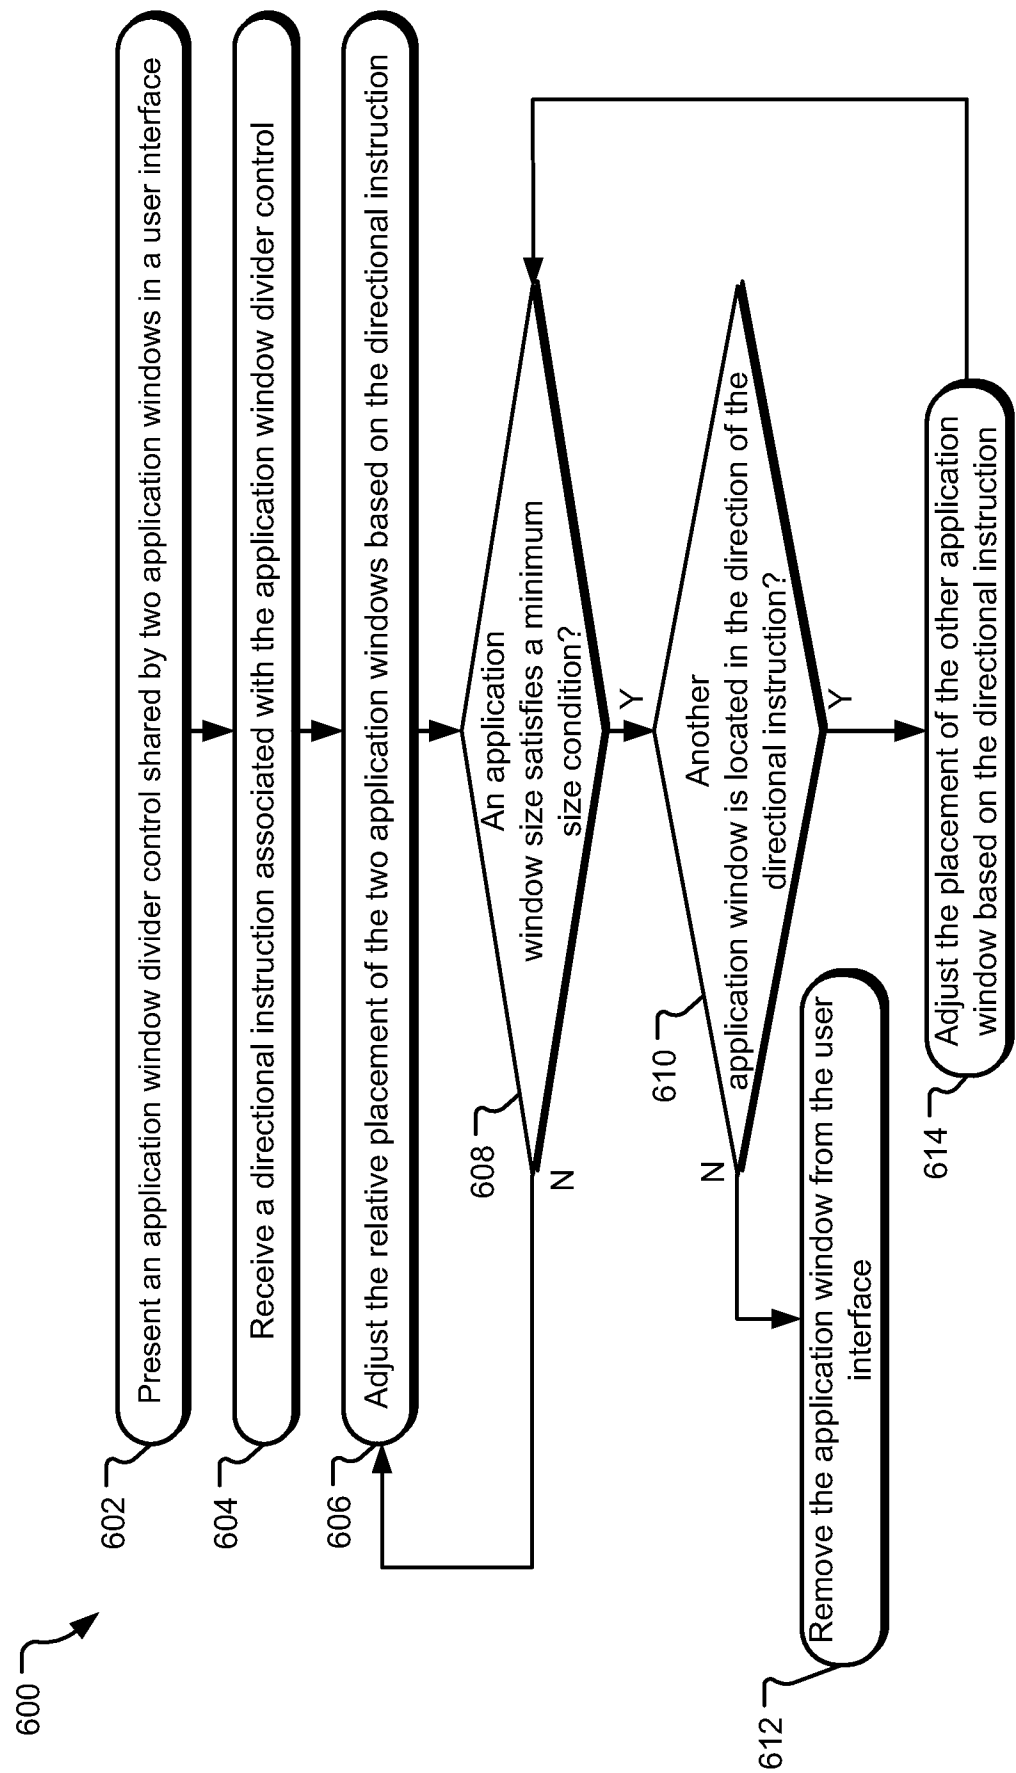 600
602
Present an application window divider control shared by two application windows in a user interface
604
Receive a directional instruction associated with the application window divider control
606
Adjust the relative placement of the two application windows based on the directional instruction
608
An application
window size satisfies a minimum
size condition?
N
Y
610
Another
application window is located in the direction of the
directional instruction?
N
Y
612
Remove the application window from the user
interface
614
Adjust the placement of the other application
window based on the directional instruction